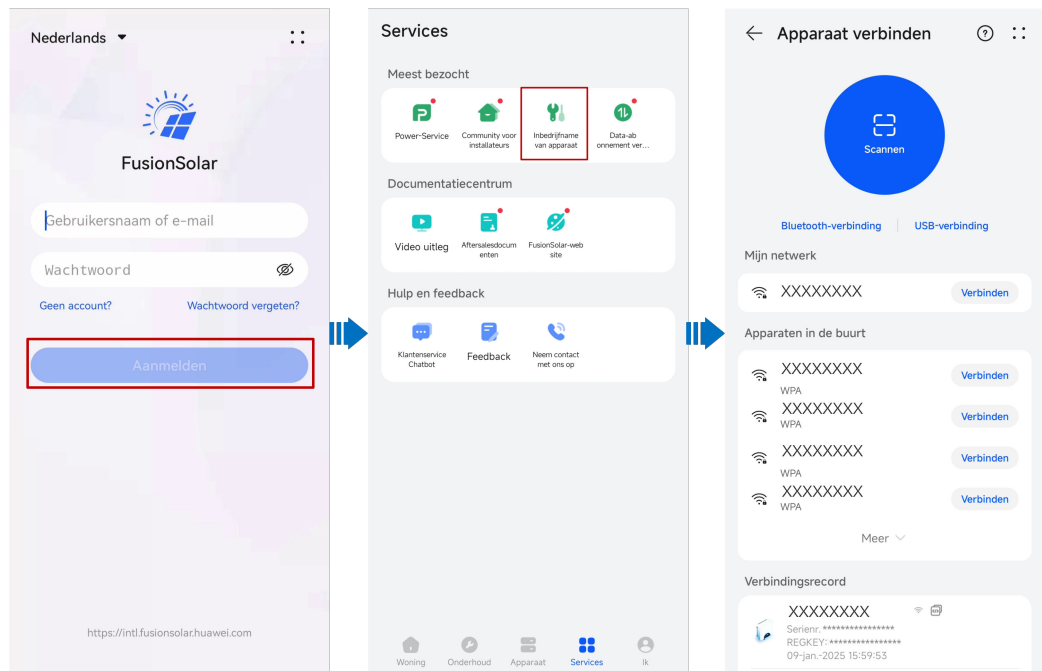 Nederlands
FusionSolar
Gebruikersnaam of e-mail
Wachtwoord
Geen account? Wachtwoord vergeten?
Aanmelden
https://intl.fusionsolar.huawei.com
Services
Meest bezocht
Power-Service
Community voor
installateurs
Inbedrijfname
van apparaat
Data-ab
onnement ver...
Documentatiecentrum
Video uitleg
Aftersalesdocum
enten
FusionSolar-web
site
Hulp en feedback
Klantenservice
Chatbot
Feedback
Neem contact
met ons op
Woning Onderhoud Apparaat Services Ik
Apparaat verbinden
Scannen
Bluetooth-verbinding USB-verbinding
Mijn netwerk
XXXXXXXX Verbinden
Apparaten in de buurt
XXXXXXXX Verbinden
WPA
XXXXXXXX Verbinden
WPA
XXXXXXXX Verbinden
WPA
XXXXXXXX Verbinden
WPA
Meer
Verbindingsrecord
XXXXXXXX
Serienr. ****************
REGKEY: ****************
09-jan.-2025 15:59:53